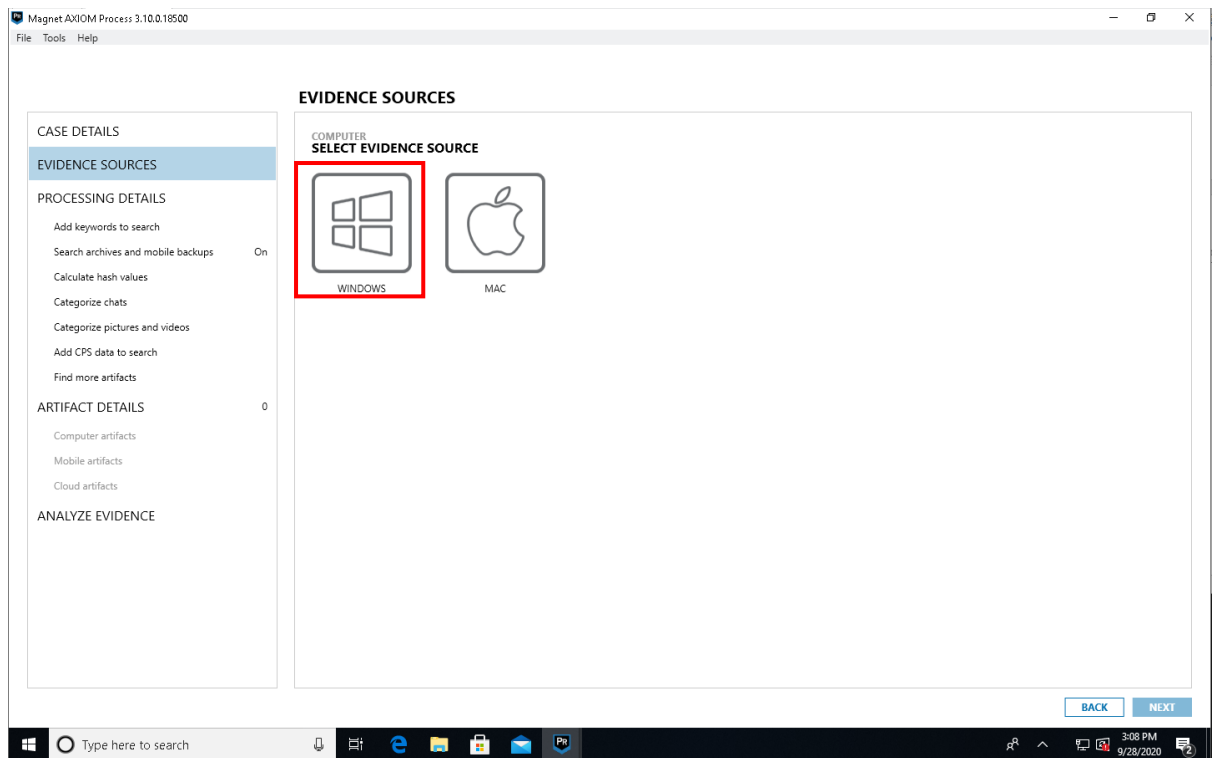 Magnet AXIOM Process 3.10.0.18500
File Tools Help
EVIDENCE SOURCES
CASE DETAILS
EVIDENCE SOURCES
PROCESSING DETAILS
Add keywords to search
Search archives and mobile backups On
Calculate hash values
Categorize chats
Categorize pictures and videos
Add CPS data to search
Find more artifacts
ARTIFACT DETAILS 0
Computer artifacts
Mobile artifacts
Cloud artifacts
ANALYZE EVIDENCE
COMPUTER
SELECT EVIDENCE SOURCE
WINDOWS MAC
BACK NEXT
Type here to search
PR
3:08 PM
9/28/2020
2